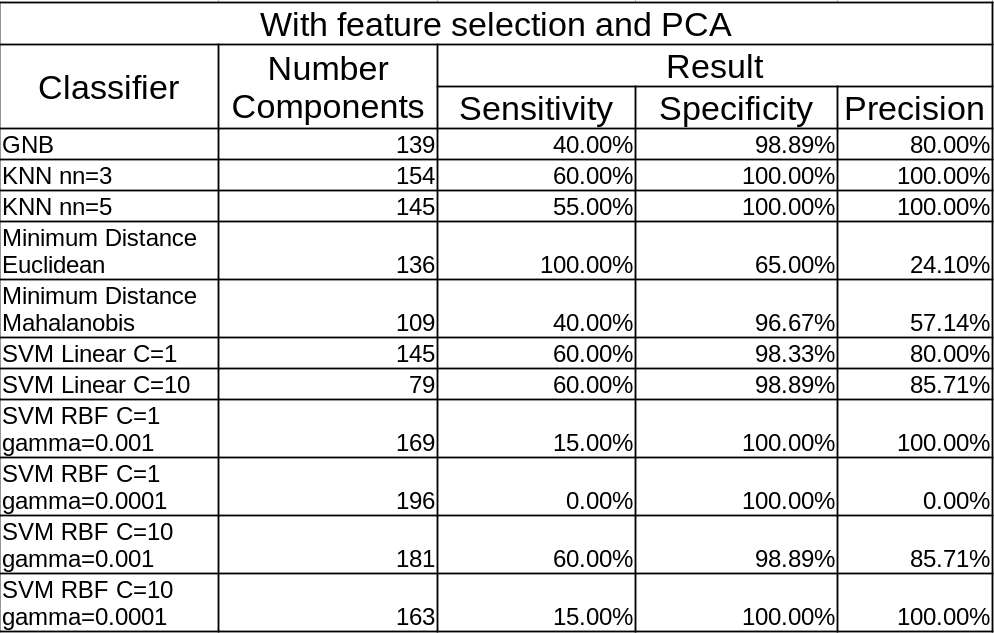 With feature selection and PCA
Classifier
Number
Components
Result
Sensitivity Specificity Precision
GNB 139 40.00% 98.89% 80.00%
KNN nn=3 154 60.00% 100.00% 100.00%
KNN nn=5 145 55.00% 100.00% 100.00%
Minimum Distance
Euclidean 136 100.00% 65.00% 24.10%
Minimum Distance
Mahalanobis 109 40.00% 96.67% 57.14%
SVM Linear C=1 145 60.00% 98.33% 80.00%
SVM Linear C=10 79 60.00% 98.89% 85.71%
SVM RBF C=1
gamma=0.001 169 15.00% 100.00% 100.00%
SVM RBF C=1
gamma=0.0001 196 0.00% 100.00% 0.00%
SVM RBF C=10
gamma=0.001 181 60.00% 98.89% 85.71%
SVM RBF C=10
gamma=0.0001 163 15.00% 100.00% 100.00%